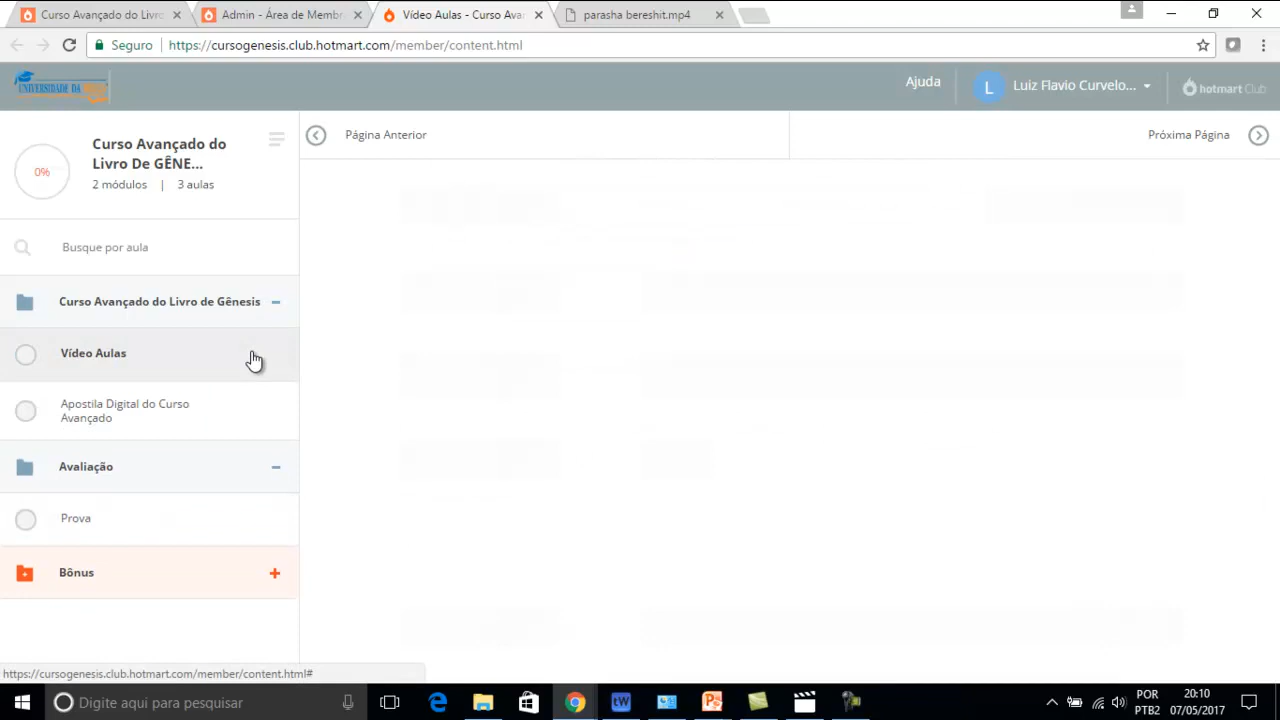 Curso Avançado do Livro
Admin - Área de Membr
Vídeo Aulas - Curso Ava
parasha bereshit.mp4
Seguro
https://cursogenesis.club.hotmart.com/member/content.html
UNIVERSIDADE DA
Ajuda
L
Luiz Flavio Curvelo...
hotmart Club
0%
Curso Avançado do
Livro De GÊNE...
2 módulos | 3 aulas
Página Anterior
Próxima Página
Busque por aula
Curso Avançado do Livro de Gênesis
Vídeo Aulas
Apostila Digital do Curso
Avançado
Avaliação
Prova
Bônus
https://cursogenesis.club.hotmart.com/member/content.html#
Digite aqui para pesquisar
POR
PTB2
20:10
07/05/2017